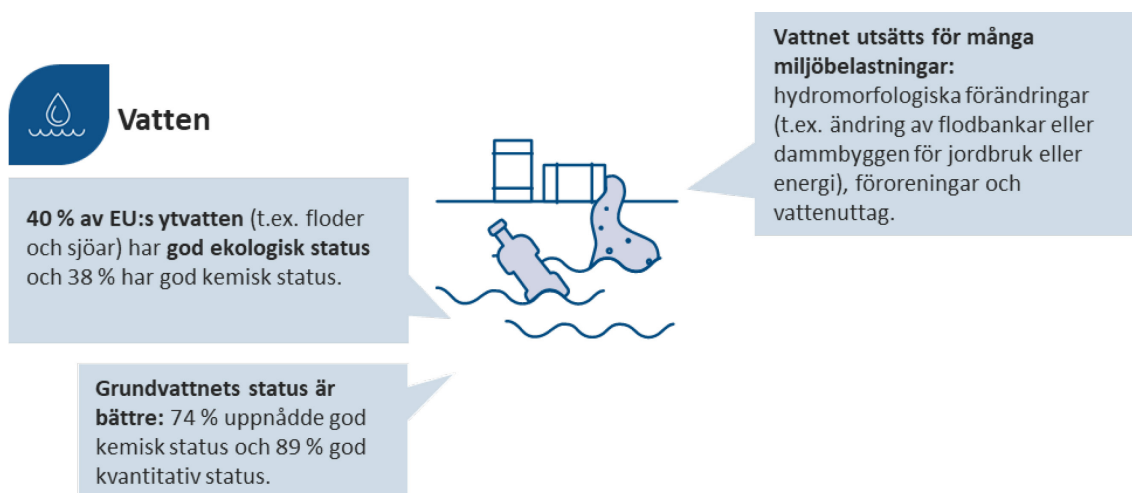 Vatten
40 % av EU:s ytvatten (t.ex. floder
och sjöar) har god ekologisk status
och 38 % har god kemisk status.
Grundvattnets status är
bättre: 74 % uppnådde god
kemisk status och 89 % god
kvantitativ status.
Vattnet utsätts för många
miljöbelastningar:
hydromorfologiska förändringar
(t.ex. ändring av flodbankar eller
dammbyggen för jordbruk eller
energi), föroreningar och
vattenuttag.